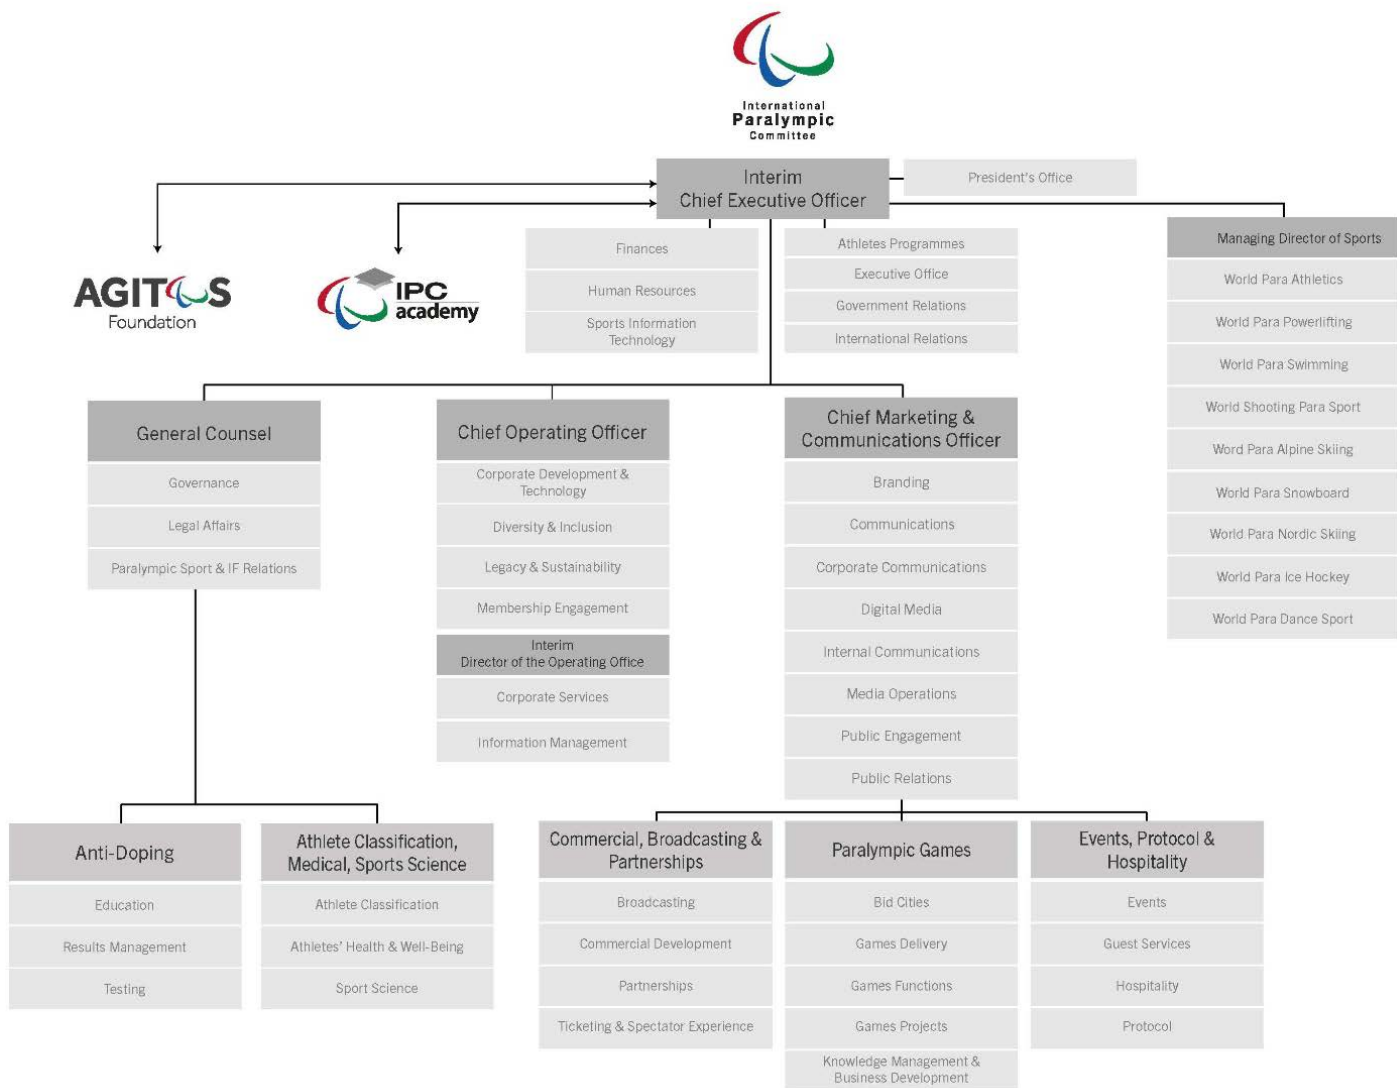 International
Paralympic
Committee
Interim
Chief Executive Officer
President's Office
AGITOS
Foundation
IPC
academy
Finances
Human Resources
Sports Information
Technology
Athletes Programmes
Executive Office
Government Relations
International Relations
Managing Director of Sports
World Para Athletics
World Para Powerlifting
World Para Swimming
World Shooting Para Sport
Word Para Alpine Skiing
World Para Snowboard
World Para Nordic Skiing
World Para Ice Hockey
World Para Dance Sport
General Counsel
Governance
Legal Affairs
Paralympic Sport & IF Relations
Chief Operating Officer
Corporate Development &
Technology
Diversity & Inclusion
Legacy & Sustainability
Membership Engagement
Interim
Director of the Operating Office
Corporate Services
Information Management
Chief Marketing &
Communications Officer
Branding
Communications
Corporate Communications
Digital Media
Internal Communications
Media Operations
Public Engagement
Public Relations
Anti-Doping
Education
Results Management
Testing
Athlete Classification,
Medical, Sports Science
Athlete Classification
Athletes' Health & Well-Being
Sport Science
Commercial, Broadcasting &
Partnerships
Broadcasting
Commercial Development
Partnerships
Ticketing & Spectator Experience
Paralympic Games
Bid Cities
Games Delivery
Games Functions
Games Projects
Knowledge Management &
Business Development
Events, Protocol &
Hospitality
Events
Guest Services
Hospitality
Protocol